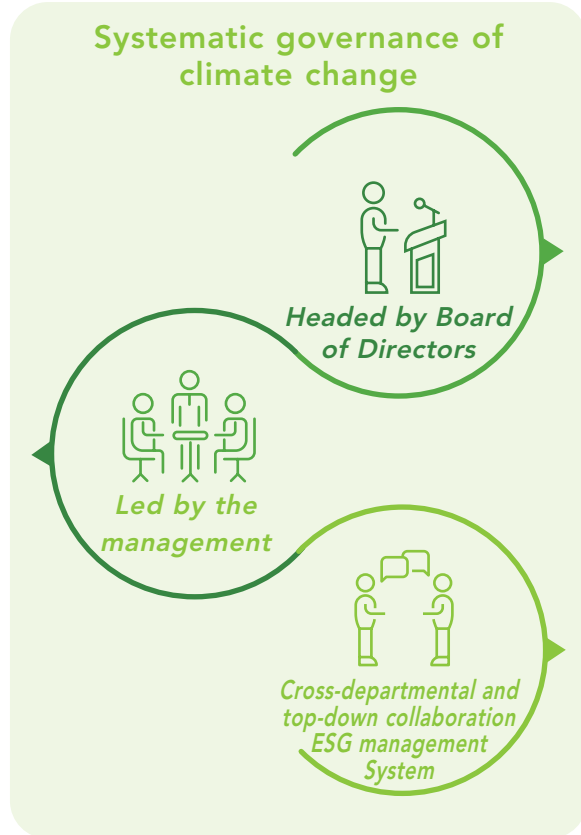 Systematic governance of
climate change
Headed by Board
of Directors
Led by the
management
Cross-departmental and
top-down collaboration
ESG management
System